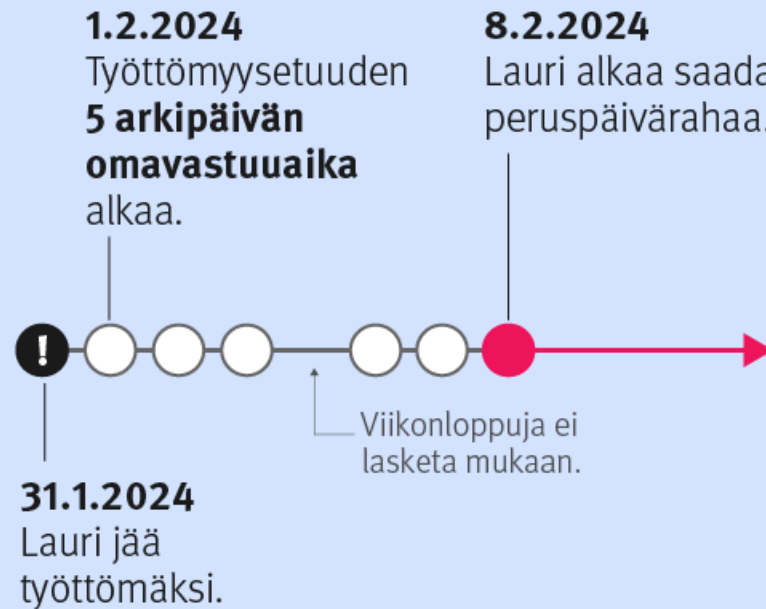 1.2.2024
Työttömyysetuuden
5 arkipäivän
omavastuuaika
alkaa.
8.2.2024
Lauri alkaa saada
peruspäivärahaa.
!
Viikonloppuja ei
lasketa mukaan.
31.1.2024
Lauri jää
työttömäksi.